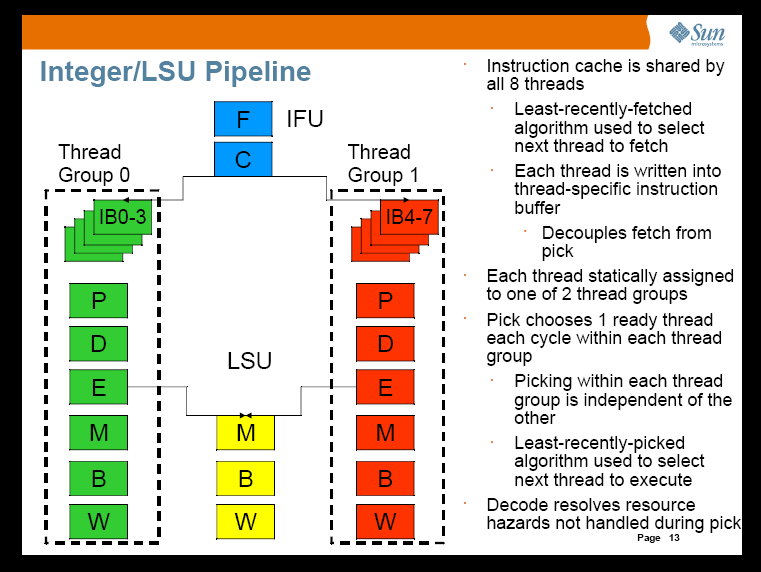 Sun
microsystems
Integer/LSU Pipeline
F
IFU
C
Thread
Group 0
Thread
Group 1
IB0-3
IB4-7
P
P
D
D
LSU
E
E
M
M
M
B
B
B
W
W
W
Instruction cache is shared by
all 8 threads
Least-recently-fetched
algorithm used to select
next thread to fetch
Each thread is written into
thread-specific instruction
buffer
Decouples fetch from
pick
Each thread statically assigned
to one of 2 thread groups
Pick chooses 1 ready thread
each cycle within each thread
group
Picking within each thread
group is independent of the
other
Least-recently-picked
algorithm used to select
next thread to execute
Decode resolves resource
hazards not handled during pick
Page 13